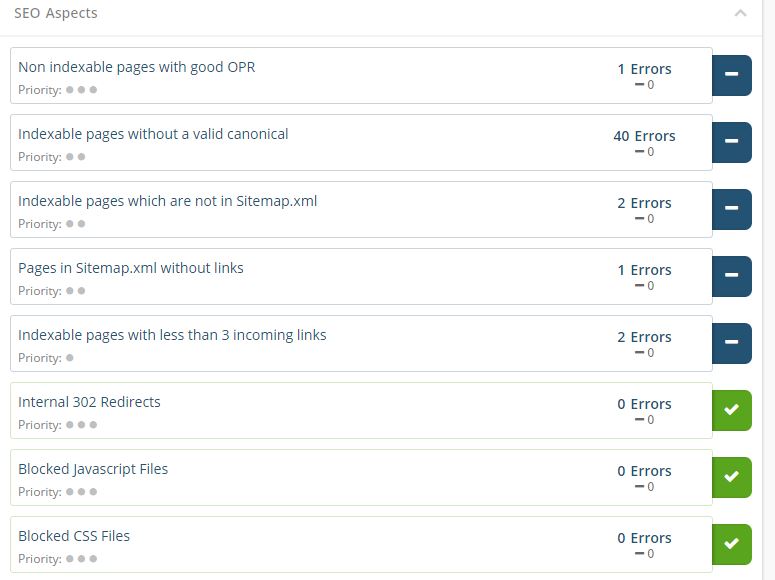 SEO Aspects
Non indexable pages with good OPR
1 Errors
Priority:
0
Indexable pages without a valid canonical
40 Errors
Priority:
0
Indexable pages which are not in Sitemap.xml
2 Errors
Priority:
0
Pages in Sitemap.xml without links
1 Errors
Priority:
0
Indexable pages with less than 3 incoming links
2 Errors
Priority:
0
Internal 302 Redirects
0 Errors
Priority:
0
Blocked Javascript Files
0 Errors
Priority:
0
Blocked CSS Files
0 Errors
Priority:
0